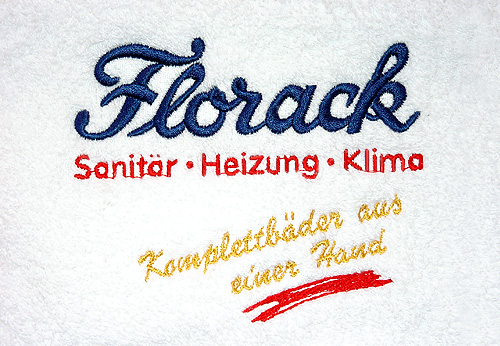 Florack
Sanitär · Heizung · Klima
Komplettbäder aus
einer Hand